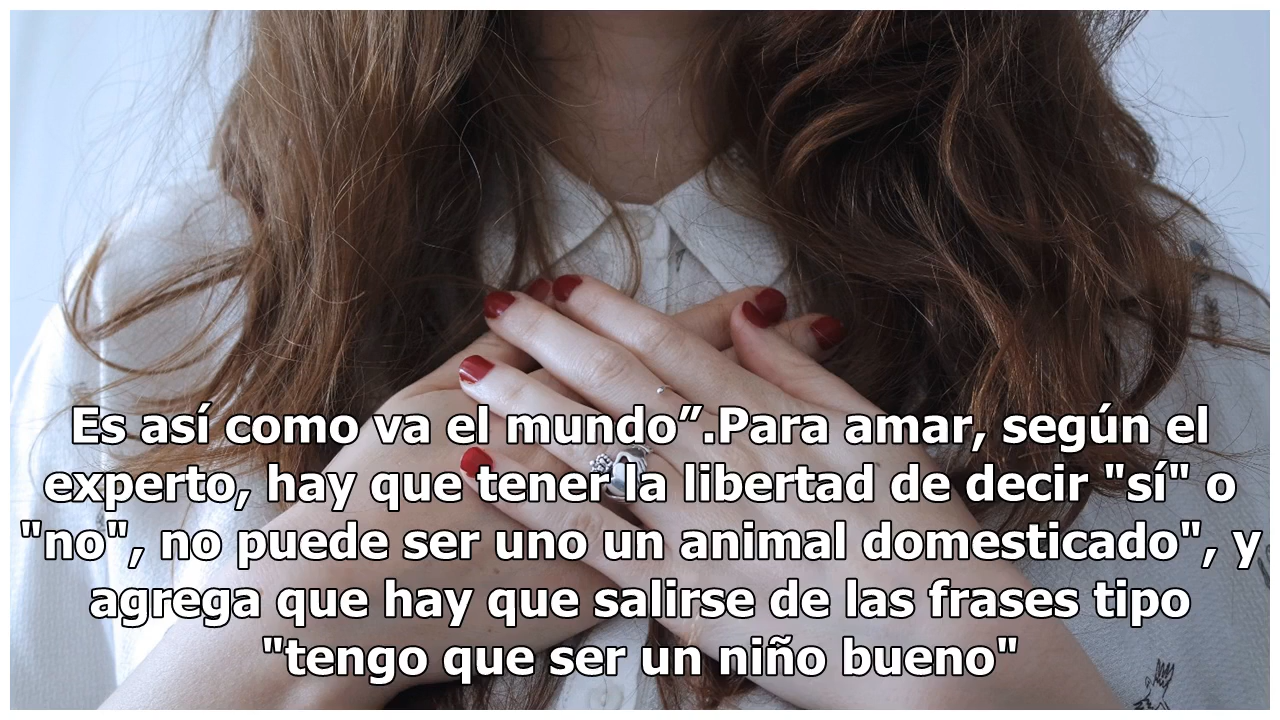 Es así como va el mundo”.Para amar, según el
experto, hay que tener la libertad de decir "sí" o
"no", no puede ser uno un animal domesticado", y
agrega que hay que salirse de las frases tipo
"tengo que ser un niño bueno"